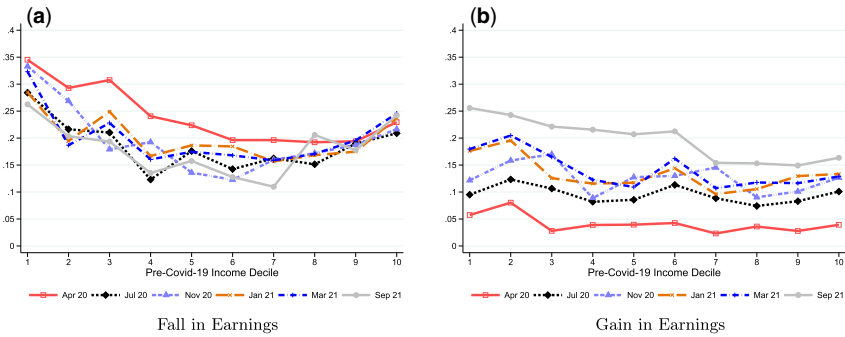 (a)
.4
.35
.3
.25
.2
.15
.1
.05
0
1 2 3 4 5 6 7 8 9 10
Pre-Covid-19 Income Decile
Apr 20 Jul 20 Nov 20 Jan 21 Mar 21 Sep 21
Fall in Earnings
(b)
.4
.35
.3
.25
.2
.15
.1
.05
0
1 2 3 4 5 6 7 8 9 10
Pre-Covid-19 Income Decile
Apr 20 Jul 20 Nov 20 Jan 21 Mar 21 Sep 21
Gain in Earnings